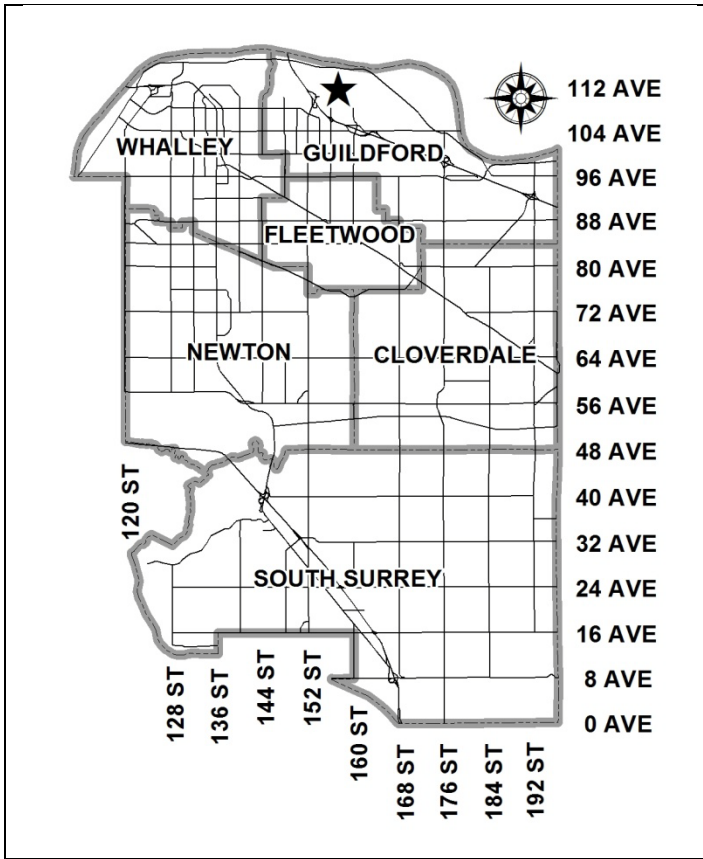 112 AVE
104 AVE
WHALLEY
GUILDFORD
96 AVE
88 AVE
FLEETWOOD
80 AVE
72 AVE
NEWTON
CLOVERDALE
64 AVE
56 AVE
48 AVE
120 ST
40 AVE
32 AVE
SOUTH SURREY
24 AVE
16 AVE
8 AVE
0 AVE
128 ST
136 ST
144 ST
152 ST
160 ST
168 ST
176 ST
184 ST
192 ST